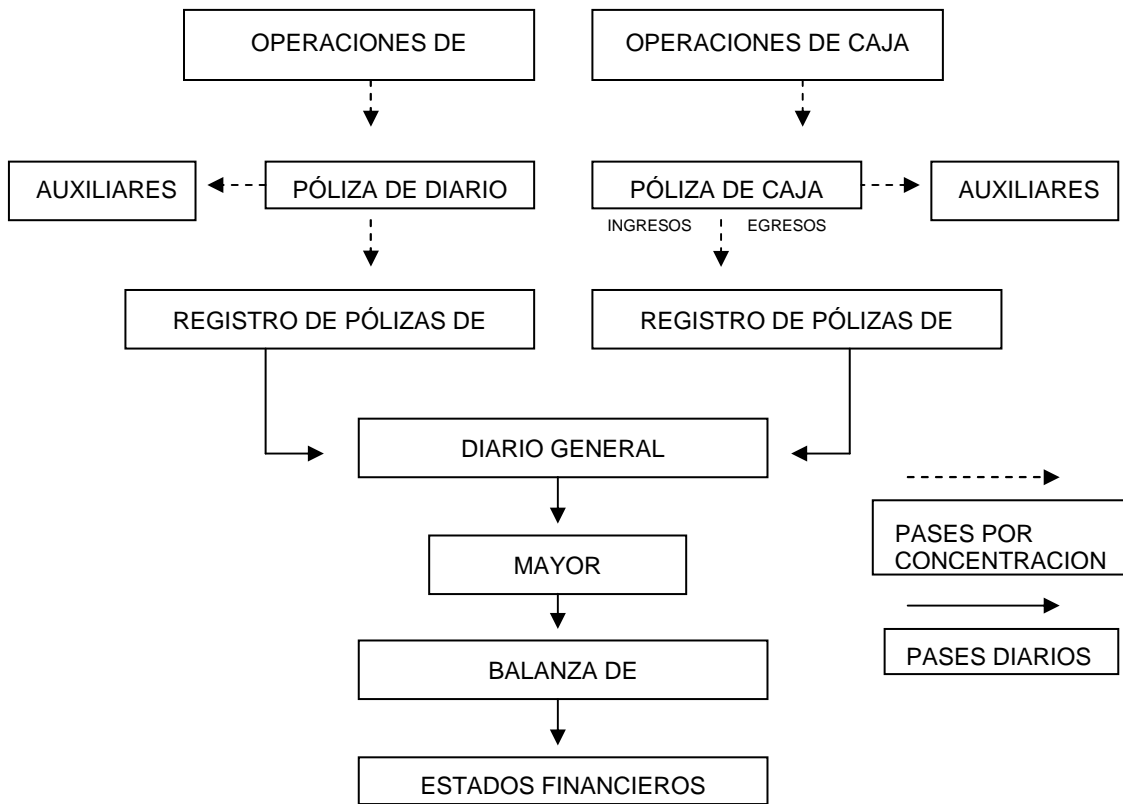 OPERACIONES DE
OPERACIONES DE CAJA
AUXILIARES
PÓLIZA DE DIARIO
PÓLIZA DE CAJA
AUXILIARES
INGRESOS
EGRESOS
REGISTRO DE PÓLIZAS DE
REGISTRO DE PÓLIZAS DE
DIARIO GENERAL
PASES POR
CONCENTRACION
MAYOR
PASES DIARIOS
BALANZA DE
ESTADOS FINANCIEROS